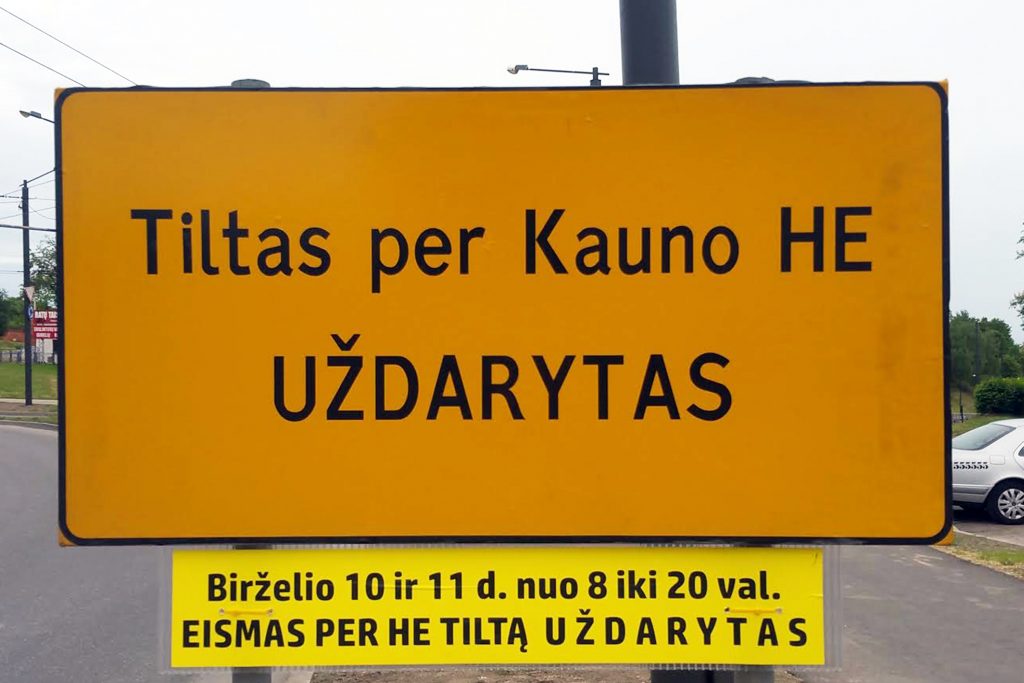 Tiltas per Kauno HE
UŽDARYTAS
Birželio 10 ir 11 d. nuo 8 iki 20 val.
EISMAS PER HE TILTĄ UŽDARYTAS